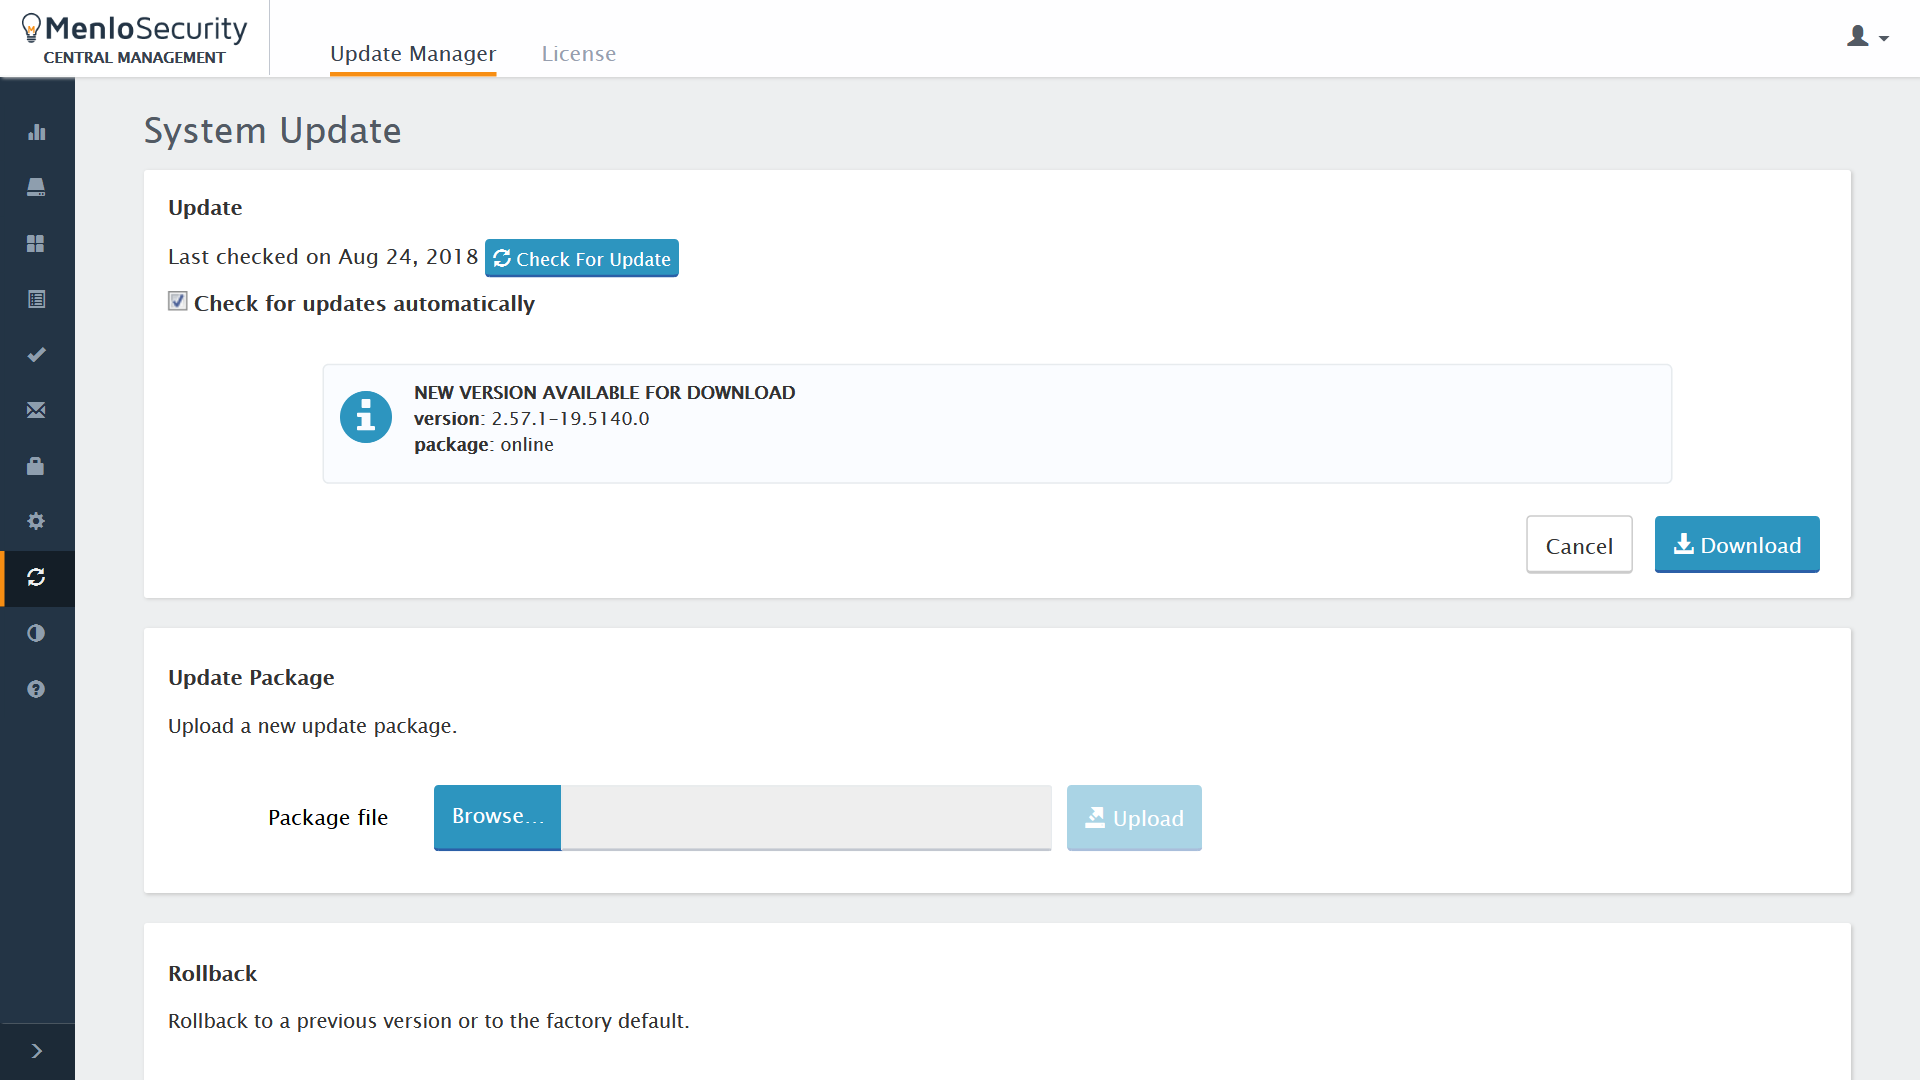 MenloSecurity
CENTRAL MANAGEMENT
Update Manager
License
System Update
Update
Last checked on Aug 24, 2018
Check For Update
Check for updates automatically
NEW VERSION AVAILABLE FOR DOWNLOAD
version: 2.57.1-19.5140.0
package: online
Cancel
Download
Update Package
Upload a new update package.
Package file
Browse...
Upload
Rollback
Rollback to a previous version or to the factory default.